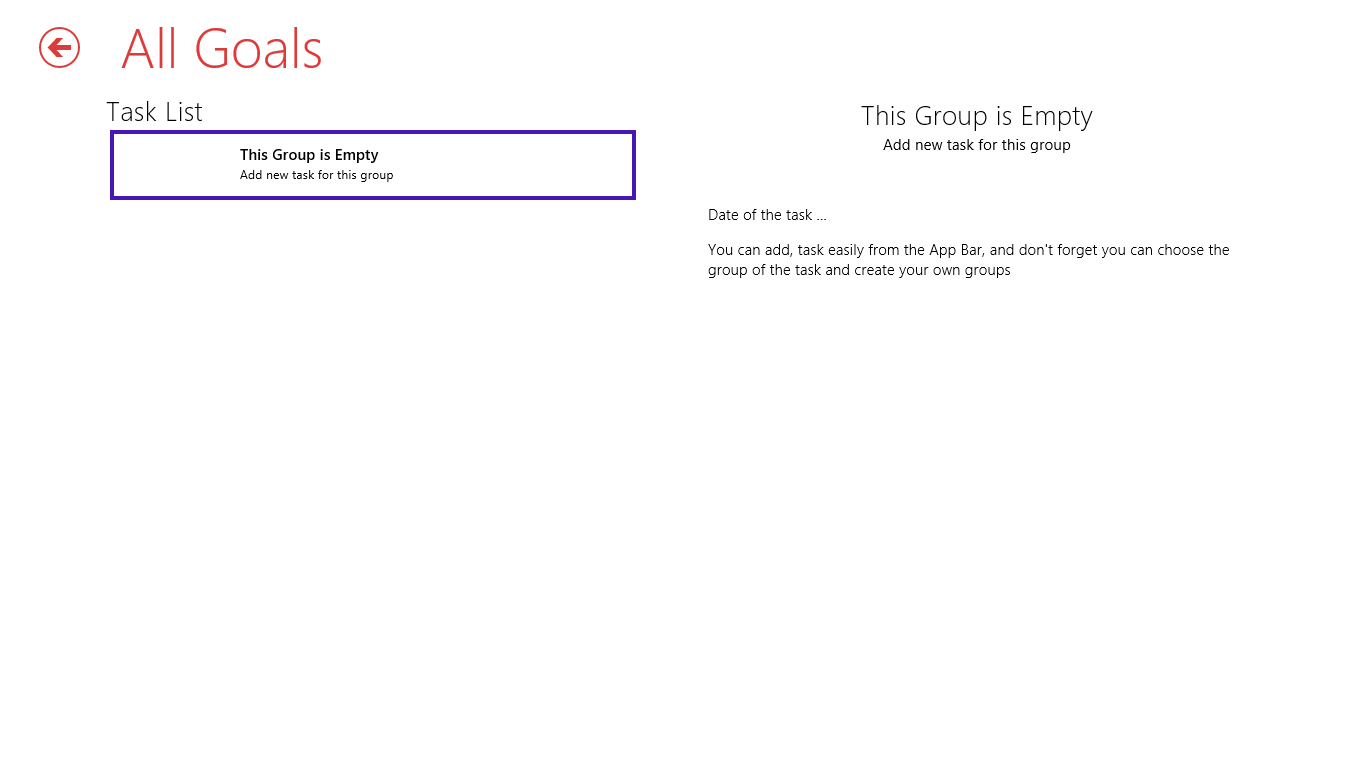 All Goals
Task List
This Group is Empty
Add new task for this group
This Group is Empty
Add new task for this group
Date of the task ...
You can add, task easily from the App Bar, and don't forget you can choose the
group of the task and create your own groups